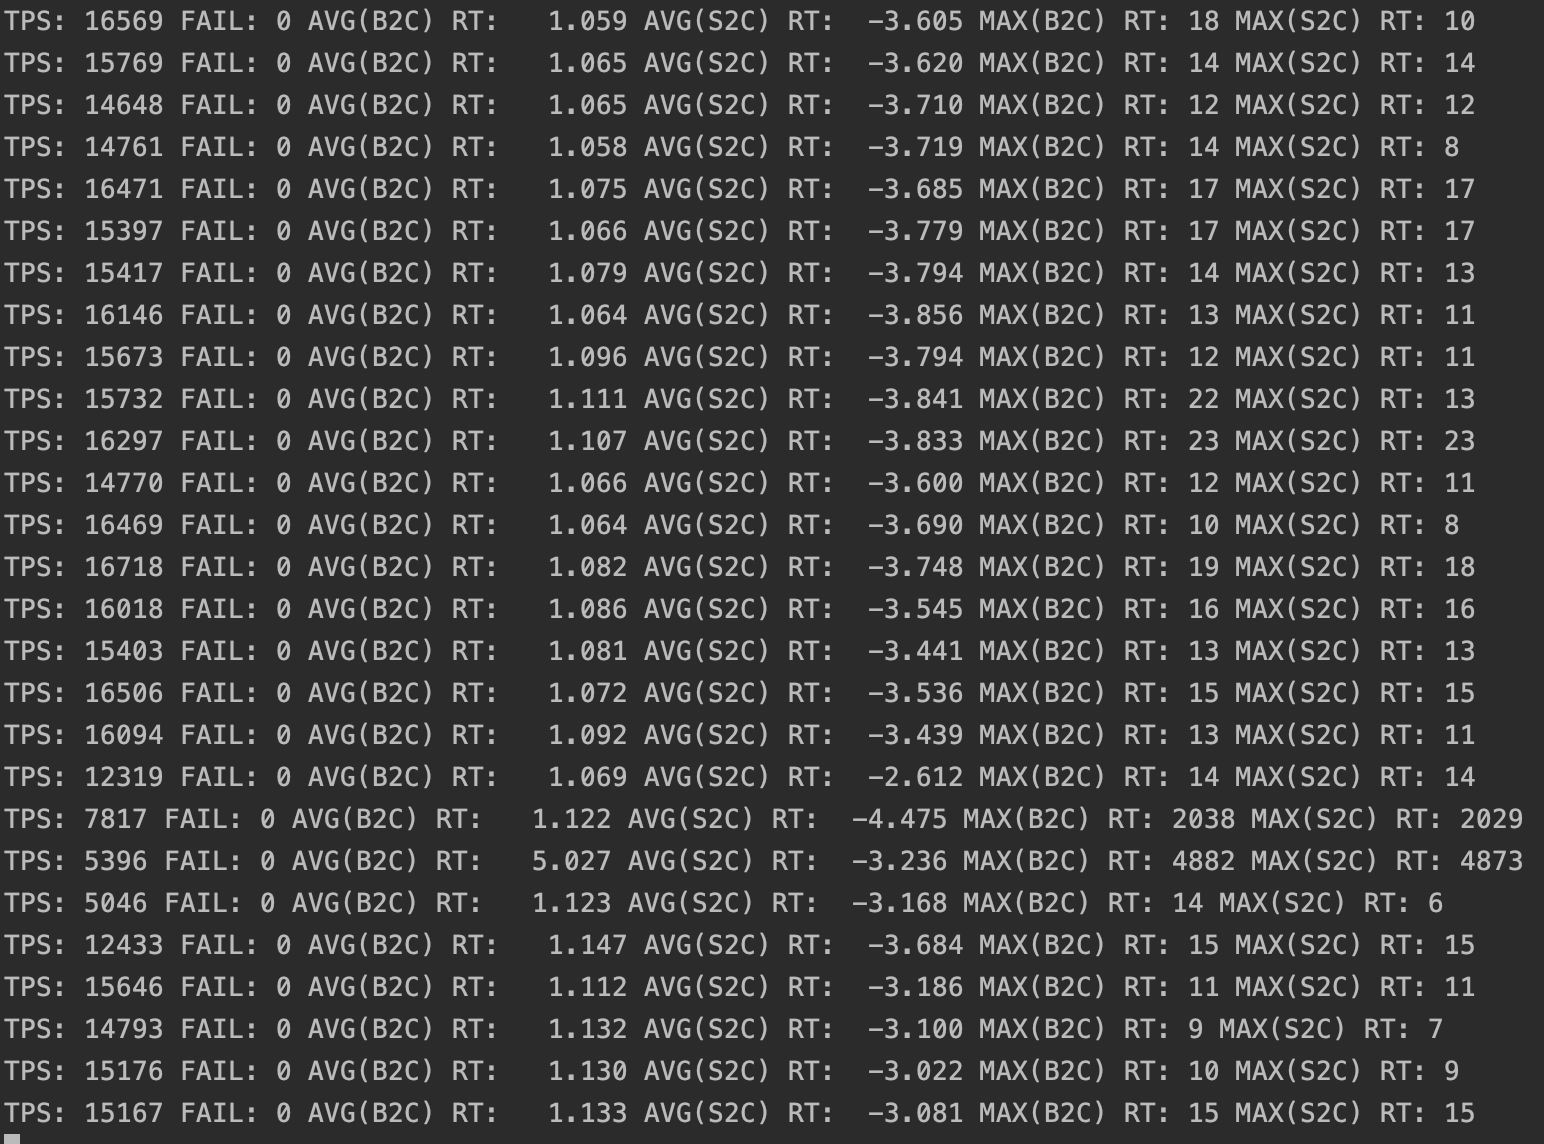 TPS: 16569 FAIL: 0 AVG(B2C) RT:   1.059 AVG(S2C) RT:  -3.605 MAX(B2C) RT: 18 MAX(S2C) RT: 10
TPS: 15769 FAIL: 0 AVG(B2C) RT:   1.065 AVG(S2C) RT:  -3.620 MAX(B2C) RT: 14 MAX(S2C) RT: 14
TPS: 14648 FAIL: 0 AVG(B2C) RT:   1.065 AVG(S2C) RT:  -3.710 MAX(B2C) RT: 12 MAX(S2C) RT: 12
TPS: 14761 FAIL: 0 AVG(B2C) RT:   1.058 AVG(S2C) RT:  -3.719 MAX(B2C) RT: 14 MAX(S2C) RT: 8
TPS: 16471 FAIL: 0 AVG(B2C) RT:   1.075 AVG(S2C) RT:  -3.685 MAX(B2C) RT: 17 MAX(S2C) RT: 17
TPS: 15397 FAIL: 0 AVG(B2C) RT:   1.066 AVG(S2C) RT:  -3.779 MAX(B2C) RT: 17 MAX(S2C) RT: 17
TPS: 15417 FAIL: 0 AVG(B2C) RT:   1.079 AVG(S2C) RT:  -3.794 MAX(B2C) RT: 14 MAX(S2C) RT: 13
TPS: 16146 FAIL: 0 AVG(B2C) RT:   1.064 AVG(S2C) RT:  -3.856 MAX(B2C) RT: 13 MAX(S2C) RT: 11
TPS: 15673 FAIL: 0 AVG(B2C) RT:   1.096 AVG(S2C) RT:  -3.794 MAX(B2C) RT: 12 MAX(S2C) RT: 11
TPS: 15732 FAIL: 0 AVG(B2C) RT:   1.111 AVG(S2C) RT:  -3.841 MAX(B2C) RT: 22 MAX(S2C) RT: 13
TPS: 16297 FAIL: 0 AVG(B2C) RT:   1.107 AVG(S2C) RT:  -3.833 MAX(B2C) RT: 23 MAX(S2C) RT: 23
TPS: 14770 FAIL: 0 AVG(B2C) RT:   1.066 AVG(S2C) RT:  -3.600 MAX(B2C) RT: 12 MAX(S2C) RT: 11
TPS: 16469 FAIL: 0 AVG(B2C) RT:   1.064 AVG(S2C) RT:  -3.690 MAX(B2C) RT: 10 MAX(S2C) RT: 8
TPS: 16718 FAIL: 0 AVG(B2C) RT:   1.082 AVG(S2C) RT:  -3.748 MAX(B2C) RT: 19 MAX(S2C) RT: 18
TPS: 16018 FAIL: 0 AVG(B2C) RT:   1.086 AVG(S2C) RT:  -3.545 MAX(B2C) RT: 16 MAX(S2C) RT: 16
TPS: 15403 FAIL: 0 AVG(B2C) RT:   1.081 AVG(S2C) RT:  -3.441 MAX(B2C) RT: 13 MAX(S2C) RT: 13
TPS: 16506 FAIL: 0 AVG(B2C) RT:   1.072 AVG(S2C) RT:  -3.536 MAX(B2C) RT: 15 MAX(S2C) RT: 15
TPS: 16094 FAIL: 0 AVG(B2C) RT:   1.092 AVG(S2C) RT:  -3.439 MAX(B2C) RT: 13 MAX(S2C) RT: 11
TPS: 12319 FAIL: 0 AVG(B2C) RT:   1.069 AVG(S2C) RT:  -2.612 MAX(B2C) RT: 14 MAX(S2C) RT: 14
TPS: 7817 FAIL: 0 AVG(B2C) RT:   1.122 AVG(S2C) RT:  -4.475 MAX(B2C) RT: 2038 MAX(S2C) RT: 2029
TPS: 5396 FAIL: 0 AVG(B2C) RT:   5.027 AVG(S2C) RT:  -3.236 MAX(B2C) RT: 4882 MAX(S2C) RT: 4873
TPS: 5046 FAIL: 0 AVG(B2C) RT:   1.123 AVG(S2C) RT:  -3.168 MAX(B2C) RT: 14 MAX(S2C) RT: 6
TPS: 12433 FAIL: 0 AVG(B2C) RT:   1.147 AVG(S2C) RT:  -3.684 MAX(B2C) RT: 15 MAX(S2C) RT: 15
TPS: 15646 FAIL: 0 AVG(B2C) RT:   1.112 AVG(S2C) RT:  -3.186 MAX(B2C) RT: 11 MAX(S2C) RT: 11
TPS: 14793 FAIL: 0 AVG(B2C) RT:   1.132 AVG(S2C) RT:  -3.100 MAX(B2C) RT: 9 MAX(S2C) RT: 7
TPS: 15176 FAIL: 0 AVG(B2C) RT:   1.130 AVG(S2C) RT:  -3.022 MAX(B2C) RT: 10 MAX(S2C) RT: 9
TPS: 15167 FAIL: 0 AVG(B2C) RT:   1.133 AVG(S2C) RT:  -3.081 MAX(B2C) RT: 15 MAX(S2C) RT: 15